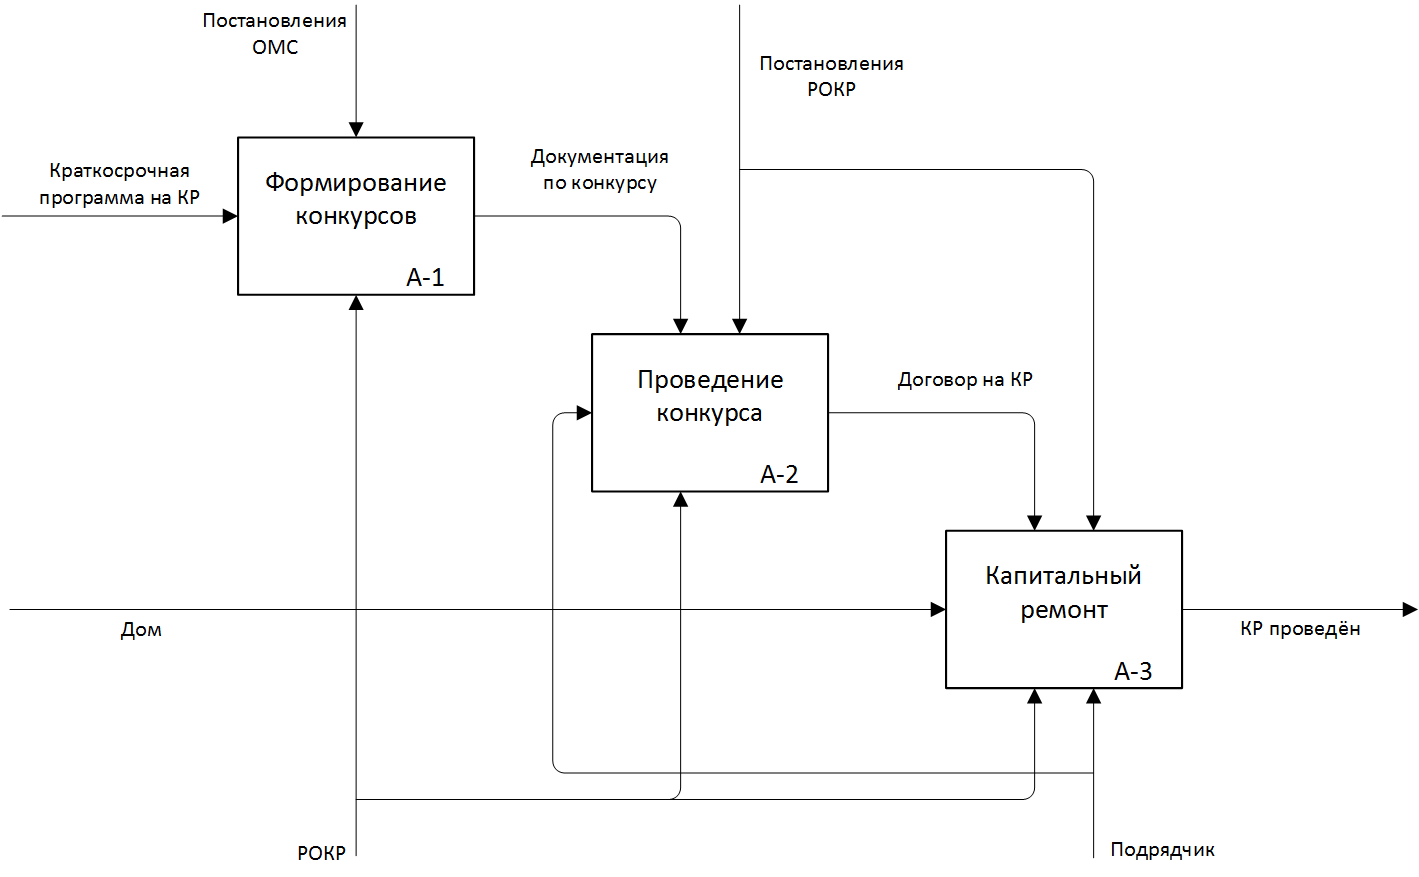 Постановления
ОМС
Постановления
РОКР
Краткосрочная
программа на КР
Документация
по конкурсу
Формирование
конкурсов
А-1
Проведение
конкурса
А-2
Договор на КР
Капитальный
ремонт
А-3
Дом
КР проведён
РОКР
Подрядчик